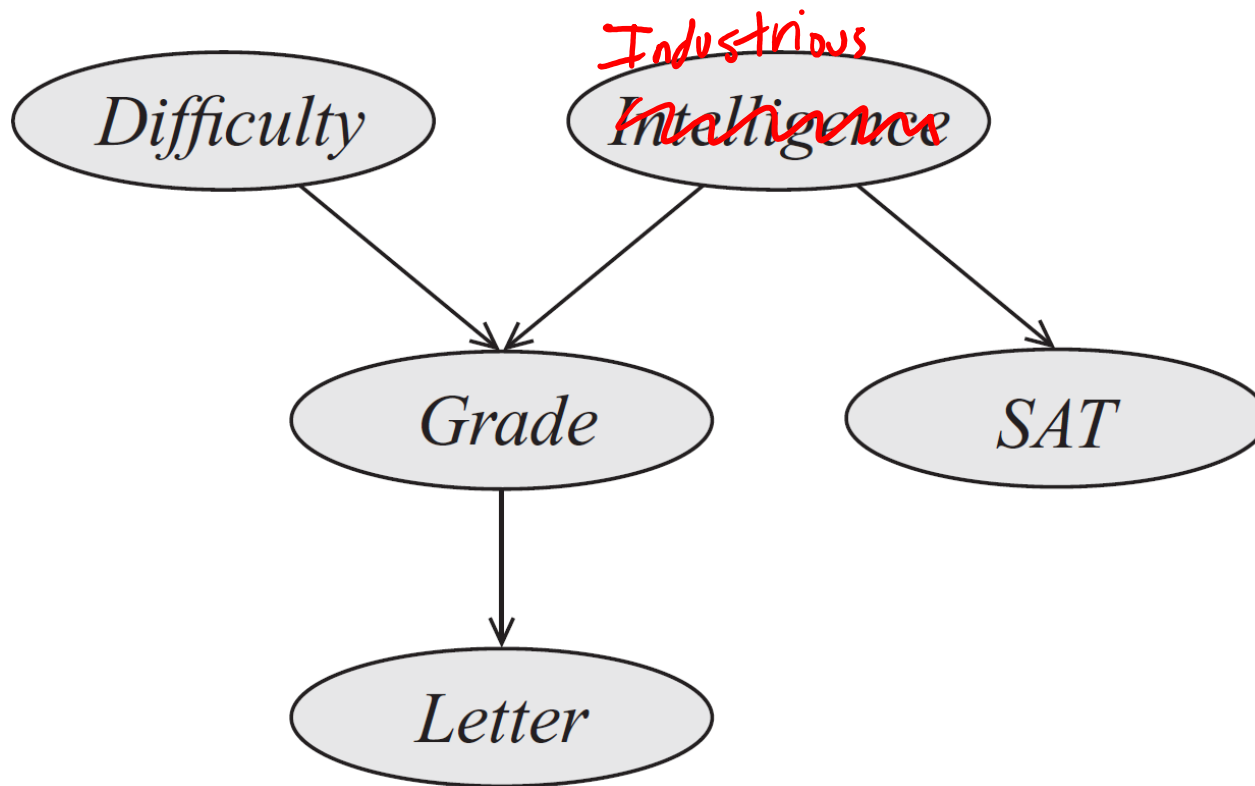 Industrious
Difficulty
Intelligence
Grade
SAT
Letter